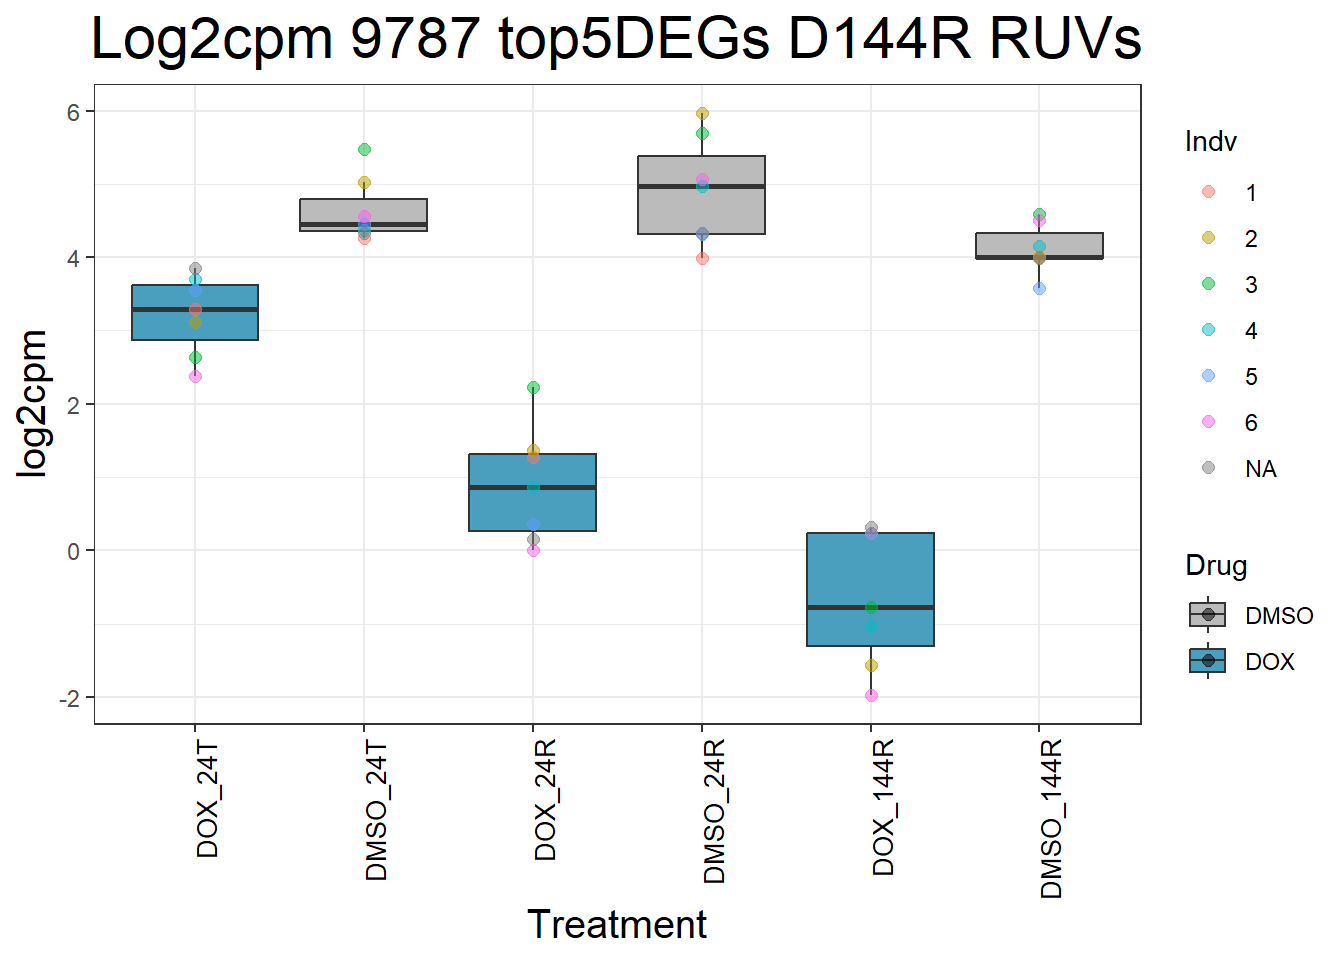 Log2cpm 9787 top5DEGs D144R RUVs
log2cpm
6
4
2
0
-2
DOX_24T
DMSO_24T
DOX_24R
DMSO_24R
DOX_144R
DMSO_144R
Treatment
Indv
1
2
3
4
5
6
NA
Drug
DMSO
DOX